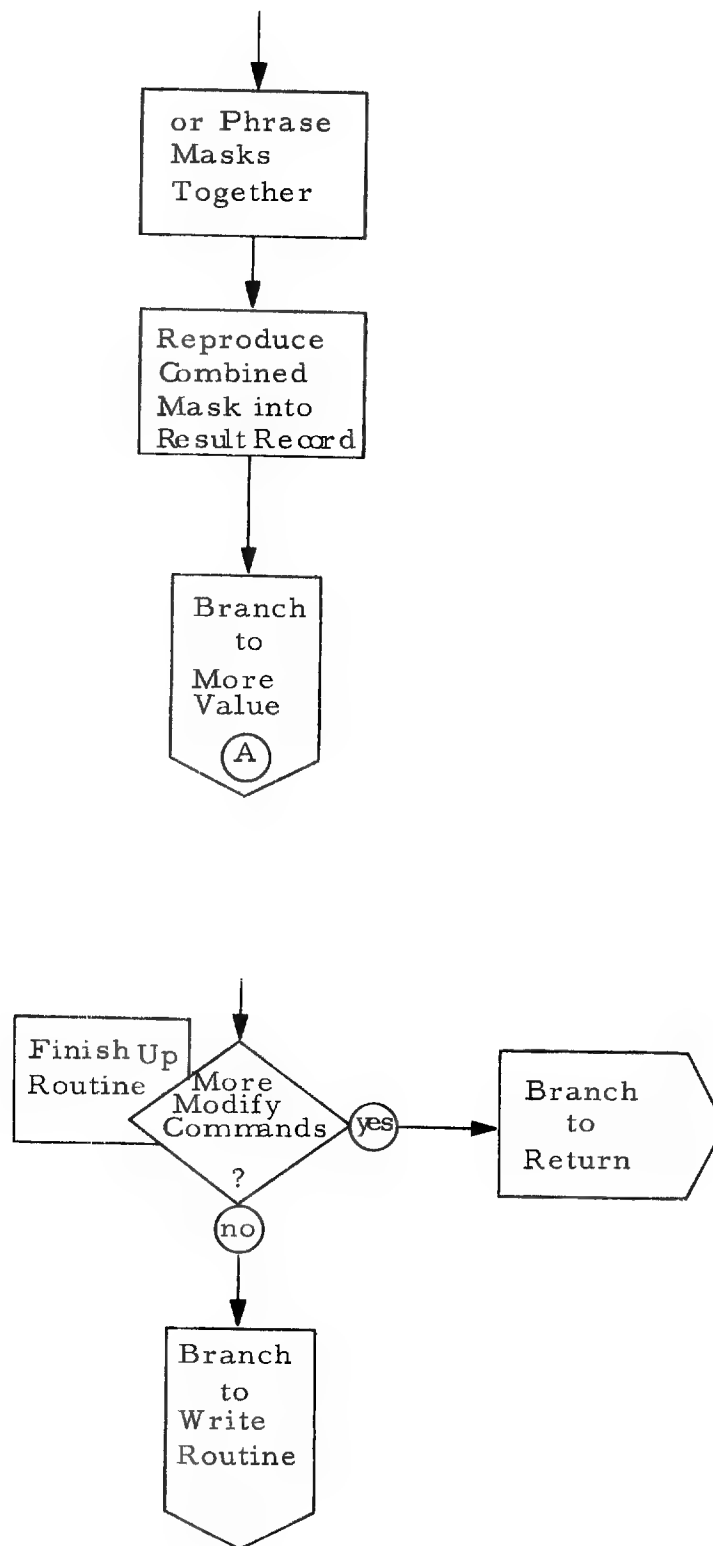 or Phrase
Masks
Together
Reproduce
Combined
Mask into
Result Record
Branch
to
More
Value
A
Finish Up
Routine
More
Modify
Commands
?
yes
Branch
to
Return
no
Branch
to
Write
Routine